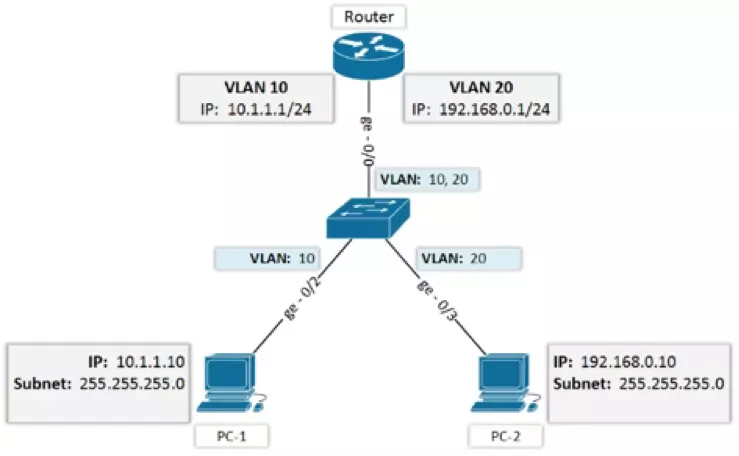 Router
VLAN 10
IP: 10.1.1.1/24
VLAN 20
IP: 192.168.0.1/24
ge - 0/0
VLAN: 10, 20
VLAN: 10
VLAN: 20
ge - 0/2
ge - 0/3
IP: 10.1.1.10
Subnet: 255.255.255.0
IP: 192.168.0.10
Subnet: 255.255.255.0
PC-1
PC-2